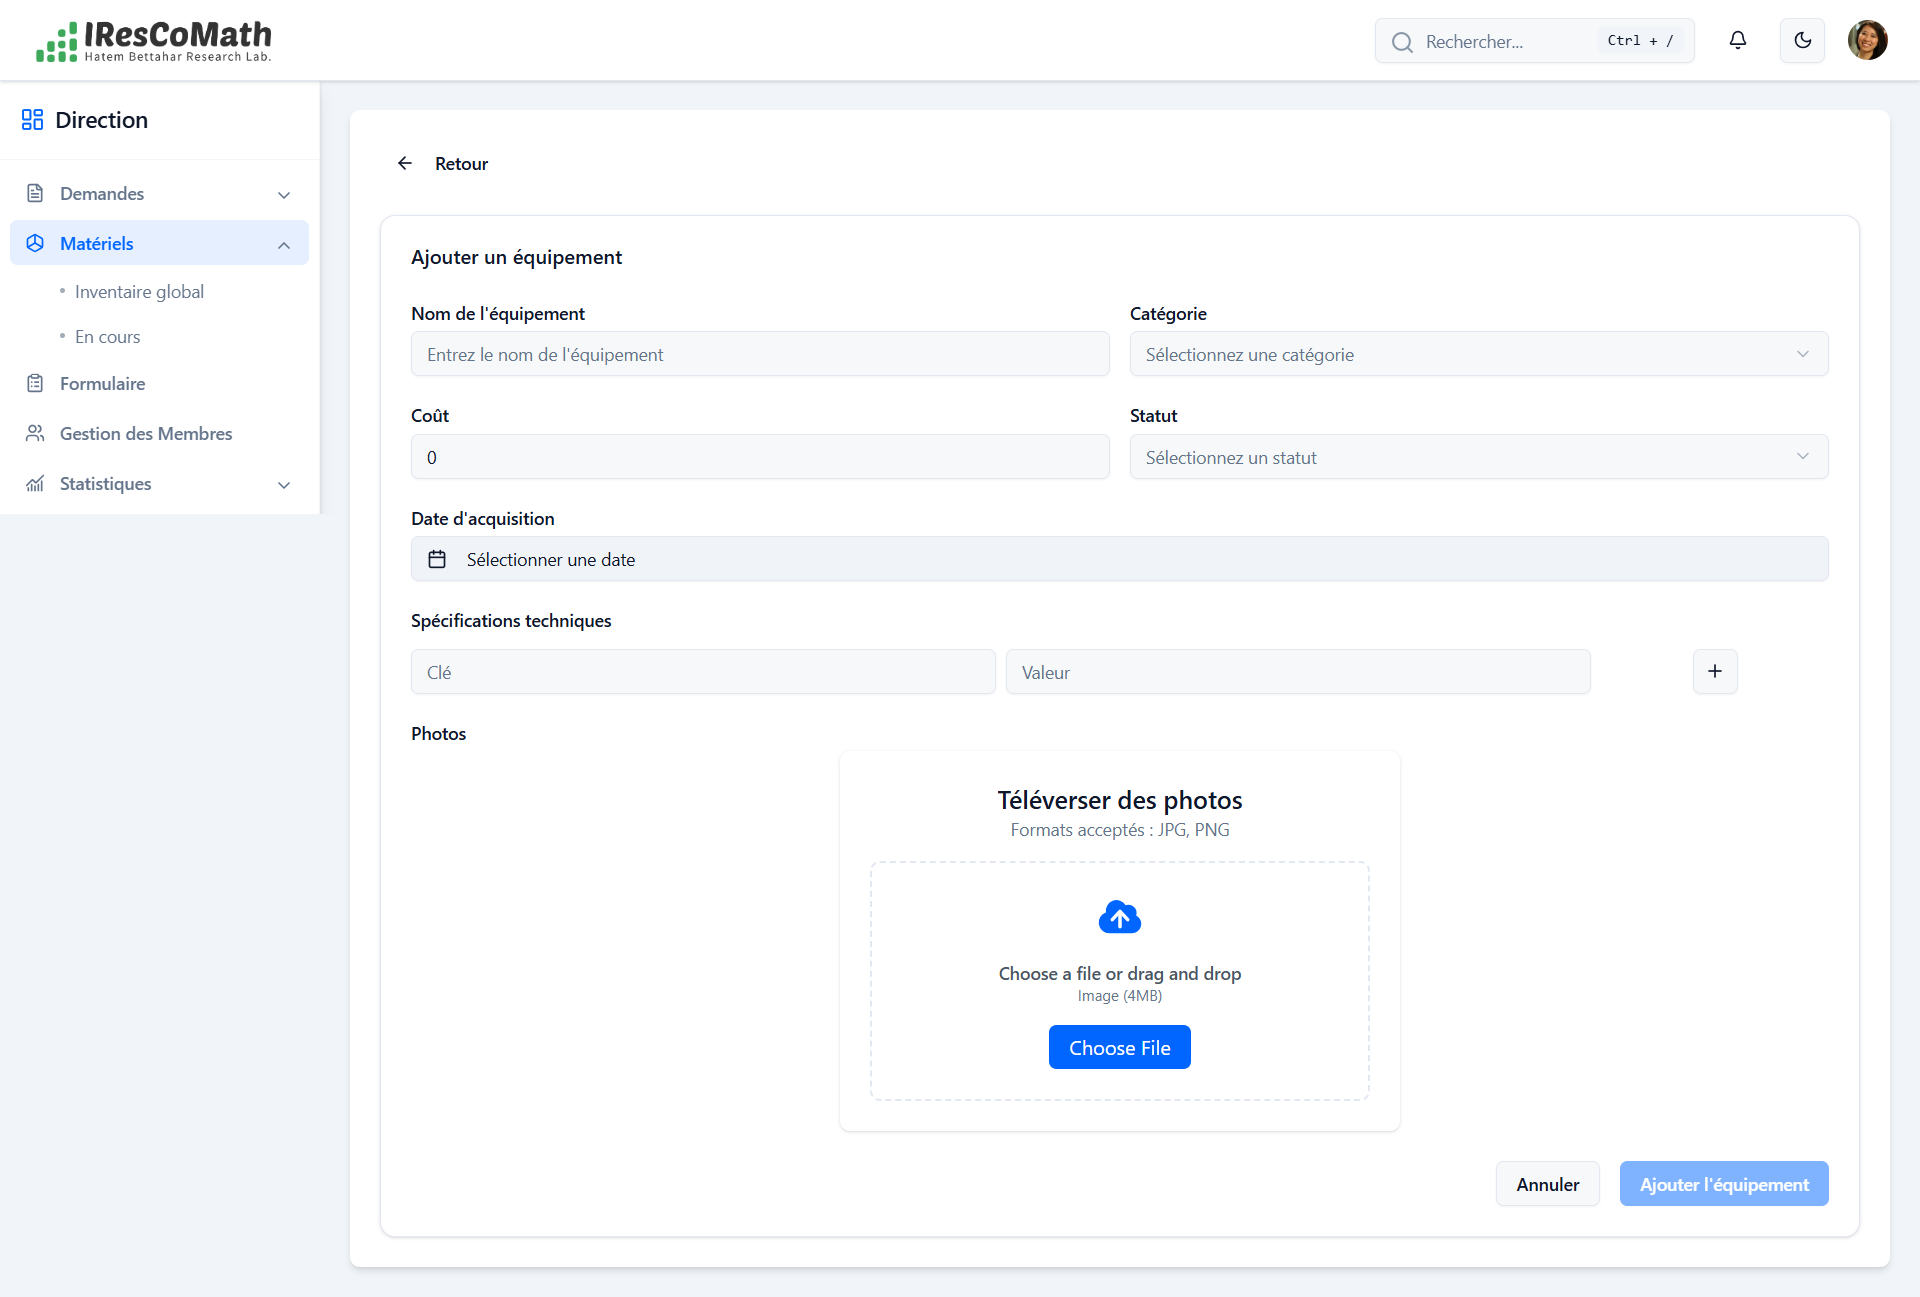 IResCoMath
Hatem Bettahar Research Lab.
Rechercher...
Ctrl + /
Direction
Demandes
Matériels
• Inventaire global
• En cours
Formulaire
Gestion des Membres
Statistiques
Retour
Ajouter un équipement
Nom de l'équipement
Entrez le nom de l'équipement
Catégorie
Sélectionnez une catégorie
Coût
0
Statut
Sélectionnez un statut
Date d'acquisition
Sélectionner une date
Spécifications techniques
Clé
Valeur
Photos
Téléverser des photos
Formats acceptés : JPG, PNG
Choose a file or drag and drop
Image (4MB)
Choose File
Annuler
Ajouter l'équipement